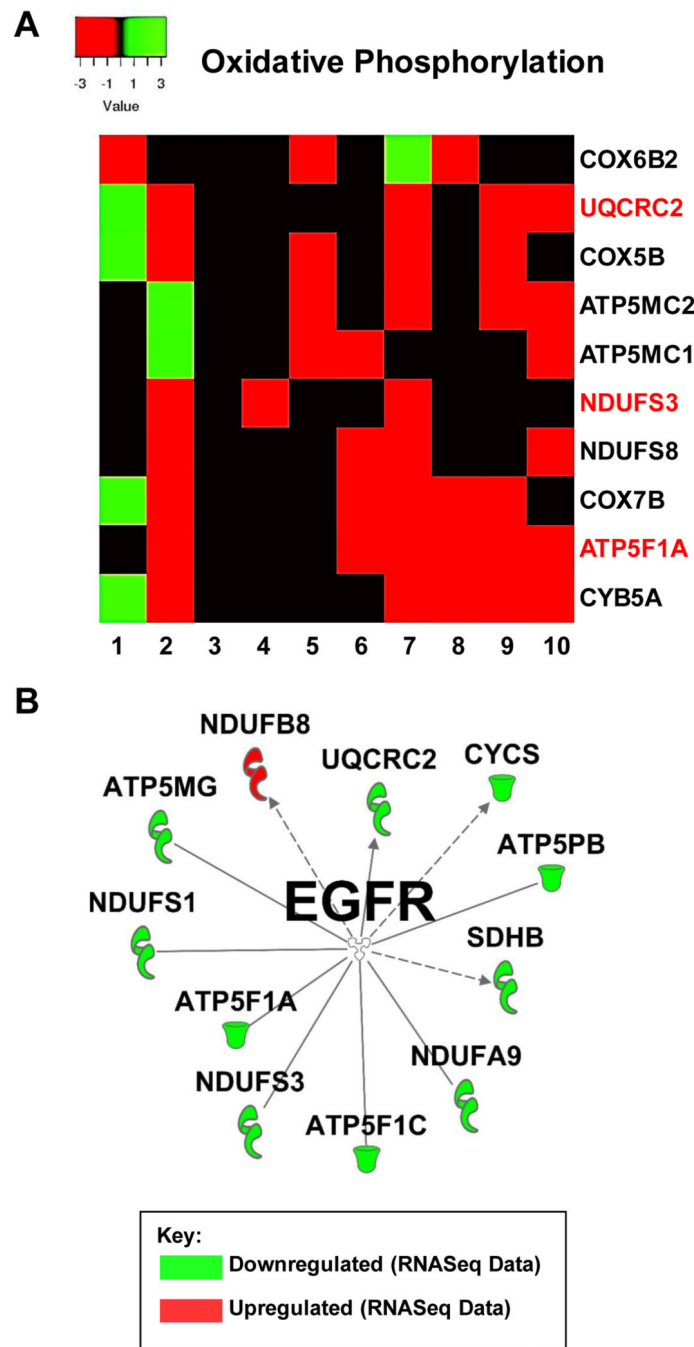 A
-3 -1 1 3
Value
Oxidative Phosphorylation
COX6B2
UQCRC2
COX5B
ATP5MC2
ATP5MC1
NDUFS3
NDUFS8
COX7B
ATP5F1A
CYB5A
1 2 3 4 5 6 7 8 9 10
B
NDUFB8
UQCRC2
CYCS
ATP5MG
ATP5PB
EGFR
NDUFS1
SDHB
ATP5F1A
NDUFA9
NDUFS3
ATP5F1C
Key:
Downregulated (RNASeq Data)
Upregulated (RNASeq Data)